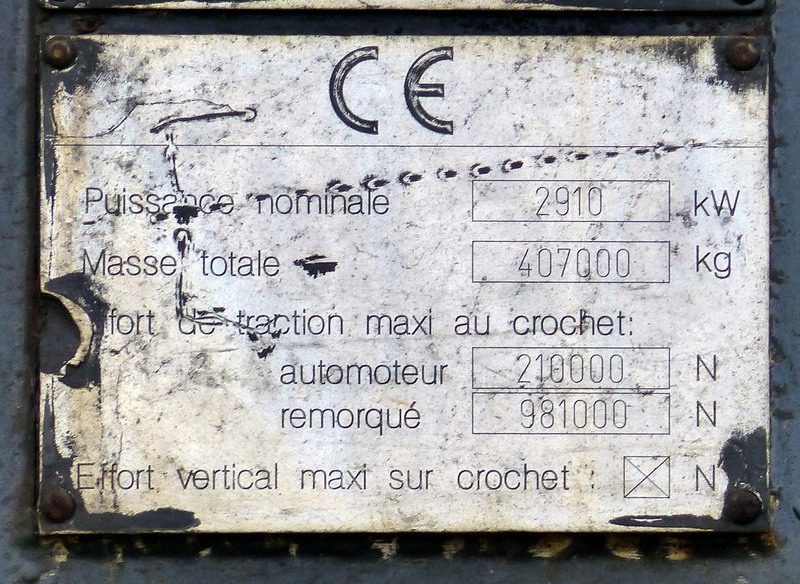 CE
Puissance nominale 2910 kW
Masse totale 407000 kg
Effort de traction maxi au crochet:
automoteur 210000 N
remorqué 981000 N
Effort vertical maxi sur crochet : N